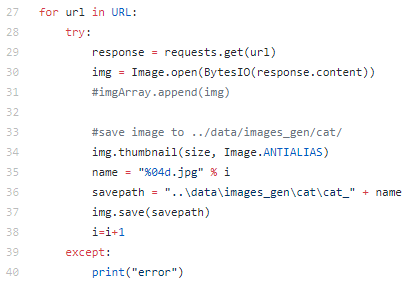 27 for url in URL:
28     try:
29         response = requests.get(url)
30         img = Image.open(BytesIO(response.content))
31         #imgArray.append(img)
32
33         #save image to ../data/images_gen/cat/
34         img.thumbnail(size, Image.ANTIALIAS)
35         name = "%04d.jpg" % i
36         savepath = "..\data\images_gen\cat\cat_" + name
37         img.save(savepath)
38         i=i+1
39     except:
40         print("error")